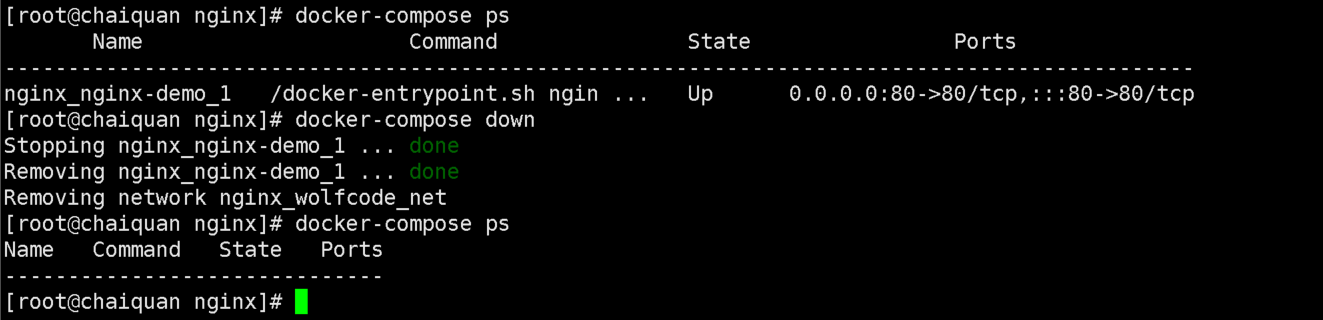 [root@chaiquan nginx]# docker-compose ps
       Name                     Command               State                    Ports
----------------------------------------------------------------------------------------------
nginx_nginx-demo_1   /docker-entrypoint.sh ngin ...   Up      0.0.0.0:80->80/tcp,:::80->80/tcp
[root@chaiquan nginx]# docker-compose down
Stopping nginx_nginx-demo_1 ... done
Removing nginx_nginx-demo_1 ... done
Removing network nginx_wolfcode_net
[root@chaiquan nginx]# docker-compose ps
Name   Command   State   Ports
------------------------------
[root@chaiquan nginx]#